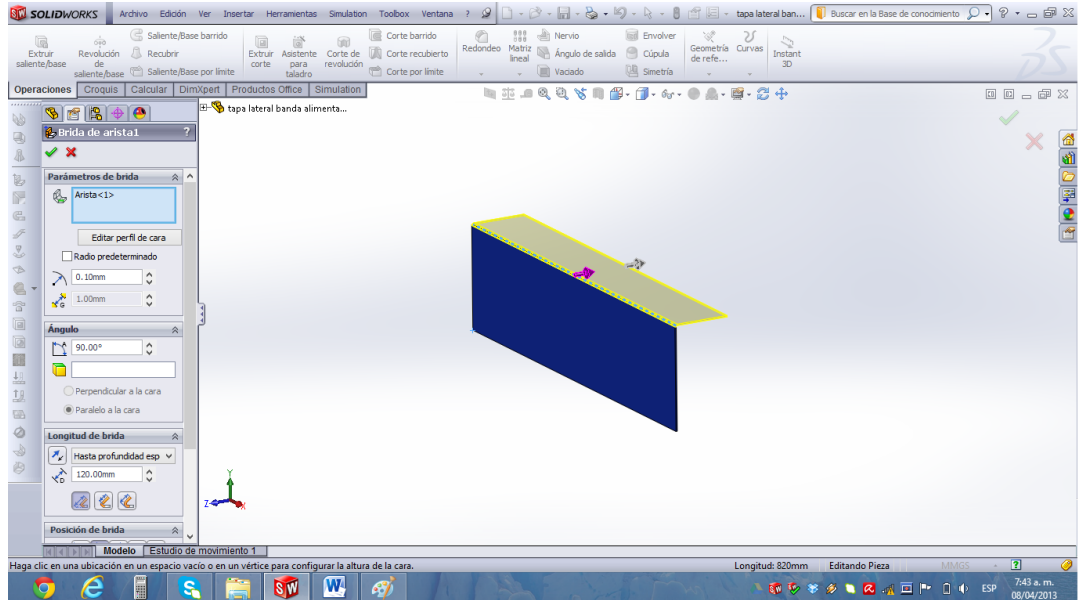 SOLIDWORKS Archivo Edición Ver Insertar Herramientas Simulation Toolbox Ventana ? tapa lateral ban... Buscar en la Base de conocimiento
Extruir saliente/base
Revolución de saliente/base
Saliente/Base barrido
Recubrir
Saliente/Base por límite
Extruir corte
Asistente para taladro
Corte de revolución
Corte barrido
Corte recubierto
Corte por límite
Redondeo
Matriz lineal
Nervio
Ángulo de salida
Vaciado
Envolver
Cúpula
Simetría
Geometría de refe...
Curvas
Instant 3D
Operaciones Croquis Calcular DimXpert Productos Office Simulation
tapa lateral banda alimenta...
Brida de arista1 ?
Parámetros de brida
Arista<1>
Editar perfil de cara
Radio predeterminado
0.10mm
1.00mm
Ángulo
90.00°
Perpendicular a la cara
Paralelo a la cara
Longitud de brida
Hasta profundidad esp
120.00mm
Posición de brida
Y
Z
X
Modelo Estudio de movimiento 1
Haga clic en una ubicación en un espacio vacío o en un vértice para configurar la altura de la cara. Longitud: 820mm Editando Pieza MMGS
ESP 7:43 a. m.
08/04/2013